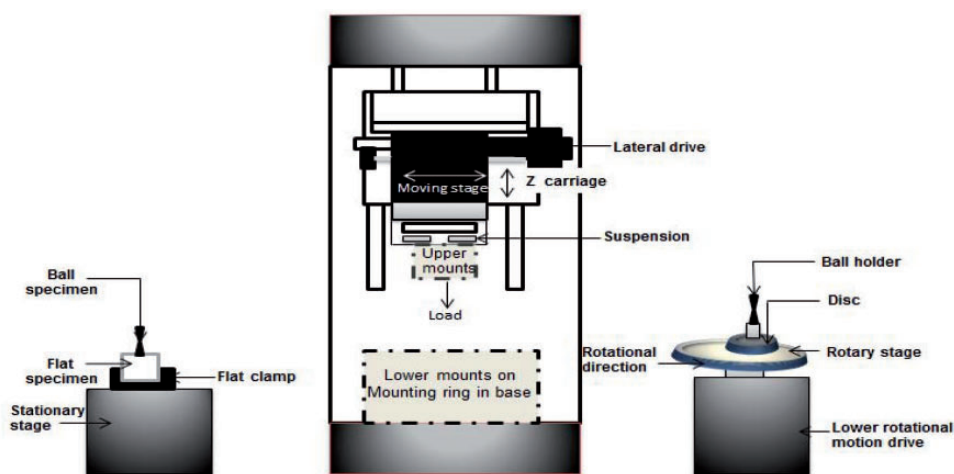 Lateral drive
Z carriage
Moving stage
Suspension
Upper
mounts
Load
Lower mounts on
Mounting ring in base
Ball
specimen
Flat
specimen
Flat clamp
Stationary
stage
Ball holder
Disc
Rotational
direction
Rotary stage
Lower rotational
motion drive